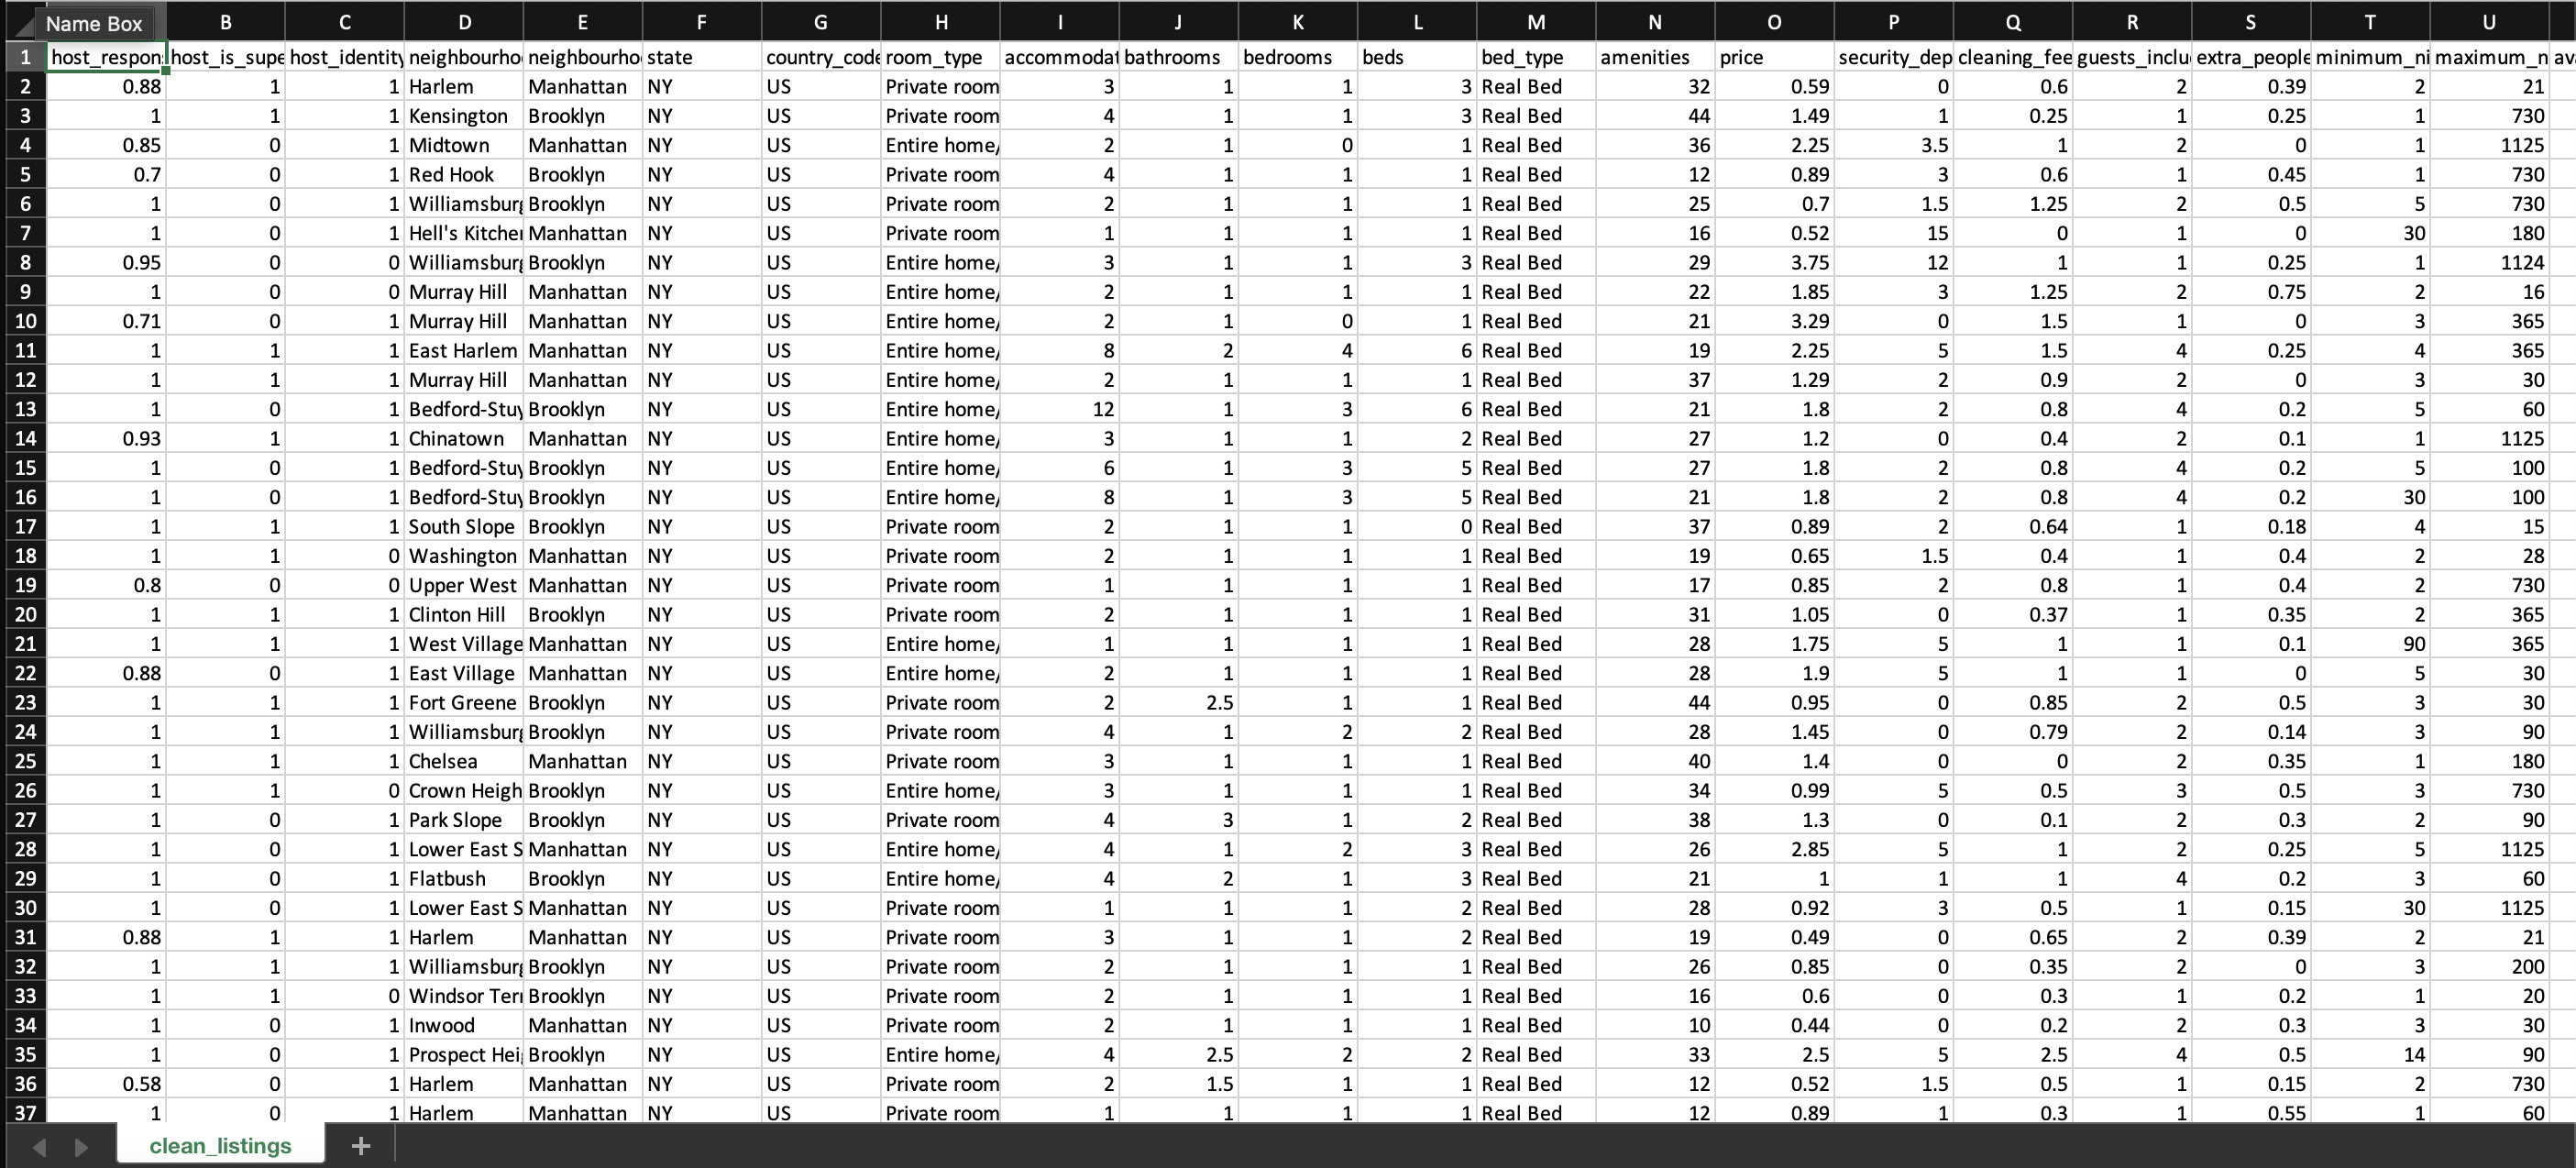 Name Box B C D E F G H I J K L M N O P Q R S T U
1 host_respon host_is_supe host_identity neighbourho neighbourho state country_code room_type accommodat bathrooms bedrooms beds bed_type amenities price security_dep cleaning_fee guests_inclu extra_people minimum_ni maximum_n av
2 0.88 1 1 Harlem Manhattan NY US Private room 3 1 1 3 Real Bed 32 0.59 0 0.6 2 0.39 2 21
3 1 1 1 Kensington Brooklyn NY US Private room 4 1 1 3 Real Bed 44 1.49 1 0.25 1 0.25 1 730
4 0.85 0 1 Midtown Manhattan NY US Entire home/ 2 1 0 1 Real Bed 36 2.25 3.5 1 2 0 1 1125
5 0.7 0 1 Red Hook Brooklyn NY US Private room 4 1 1 1 Real Bed 12 0.89 3 0.6 1 0.45 1 730
6 1 0 1 Williamsburg Brooklyn NY US Private room 2 1 1 1 Real Bed 25 0.7 1.5 1.25 2 0.5 5 730
7 1 0 1 Hell's Kitchen Manhattan NY US Private room 1 1 1 1 Real Bed 16 0.52 15 0 1 0 30 180
8 0.95 0 0 Williamsburg Brooklyn NY US Entire home/ 3 1 1 3 Real Bed 29 3.75 12 1 1 0.25 1 1124
9 1 0 0 Murray Hill Manhattan NY US Entire home/ 2 1 1 1 Real Bed 22 1.85 3 1.25 2 0.75 2 16
10 0.71 0 1 Murray Hill Manhattan NY US Entire home/ 2 1 0 1 Real Bed 21 3.29 0 1.5 1 0 3 365
11 1 1 1 East Harlem Manhattan NY US Entire home/ 8 2 4 6 Real Bed 19 2.25 5 1.5 4 0.25 4 365
12 1 1 1 Murray Hill Manhattan NY US Entire home/ 2 1 1 1 Real Bed 37 1.29 2 0.9 2 0 3 30
13 1 0 1 Bedford-Stuy Brooklyn NY US Entire home/ 12 1 3 6 Real Bed 21 1.8 2 0.8 4 0.2 5 60
14 0.93 1 1 Chinatown Manhattan NY US Entire home/ 3 1 1 2 Real Bed 27 1.2 0 0.4 2 0.1 1 1125
15 1 0 1 Bedford-Stuy Brooklyn NY US Entire home/ 6 1 3 5 Real Bed 27 1.8 2 0.8 4 0.2 5 100
16 1 0 1 Bedford-Stuy Brooklyn NY US Entire home/ 8 1 3 5 Real Bed 21 1.8 2 0.8 4 0.2 30 100
17 1 1 1 South Slope Brooklyn NY US Private room 2 1 1 0 Real Bed 37 0.89 2 0.64 1 0.18 4 15
18 1 1 0 Washington Manhattan NY US Private room 2 1 1 1 Real Bed 19 0.65 1.5 0.4 1 0.4 2 28
19 0.8 0 0 Upper West Manhattan NY US Private room 1 1 1 1 Real Bed 17 0.85 2 0.8 1 0.4 2 730
20 1 1 1 Clinton Hill Brooklyn NY US Private room 2 1 1 1 Real Bed 31 1.05 0 0.37 1 0.35 2 365
21 1 1 1 West Village Manhattan NY US Entire home/ 1 1 1 1 Real Bed 28 1.75 5 1 1 0.1 90 365
22 0.88 0 1 East Village Manhattan NY US Entire home/ 2 1 1 1 Real Bed 28 1.9 5 1 1 0 5 30
23 1 1 1 Fort Greene Brooklyn NY US Private room 2 2.5 1 1 Real Bed 44 0.95 0 0.85 2 0.5 3 30
24 1 1 1 Williamsburg Brooklyn NY US Private room 4 1 2 2 Real Bed 28 1.45 0 0.79 2 0.14 3 90
25 1 1 1 Chelsea Manhattan NY US Private room 3 1 1 1 Real Bed 40 1.4 0 0 2 0.35 1 180
26 1 1 0 Crown Heigh Brooklyn NY US Entire home/ 3 1 1 1 Real Bed 34 0.99 5 0.5 3 0.5 3 730
27 1 0 1 Park Slope Brooklyn NY US Private room 4 3 1 2 Real Bed 38 1.3 0 0.1 2 0.3 2 90
28 1 0 1 Lower East S Manhattan NY US Entire home/ 4 1 2 3 Real Bed 26 2.85 5 1 2 0.25 5 1125
29 1 0 1 Flatbush Brooklyn NY US Entire home/ 4 2 1 3 Real Bed 21 1 1 1 4 0.2 3 60
30 1 0 1 Lower East S Manhattan NY US Private room 1 1 1 2 Real Bed 28 0.92 3 0.5 1 0.15 30 1125
31 0.88 1 1 Harlem Manhattan NY US Private room 3 1 1 2 Real Bed 19 0.49 0 0.65 2 0.39 2 21
32 1 1 1 Williamsburg Brooklyn NY US Private room 2 1 1 1 Real Bed 26 0.85 0 0.35 2 0 3 200
33 1 1 0 Windsor Terr Brooklyn NY US Private room 2 1 1 1 Real Bed 16 0.6 0 0.3 1 0.2 1 20
34 1 0 1 Inwood Manhattan NY US Private room 2 1 1 1 Real Bed 10 0.44 0 0.2 2 0.3 3 30
35 1 0 1 Prospect Hei Brooklyn NY US Entire home/ 4 2.5 2 2 Real Bed 33 2.5 5 2.5 4 0.5 14 90
36 0.58 0 1 Harlem Manhattan NY US Private room 2 1.5 1 1 Real Bed 12 0.52 1.5 0.5 1 0.15 2 730
37 1 0 1 Harlem Manhattan NY US Private room 1 1 1 1 Real Bed 12 0.89 1 0.3 1 0.55 1 60
clean_listings